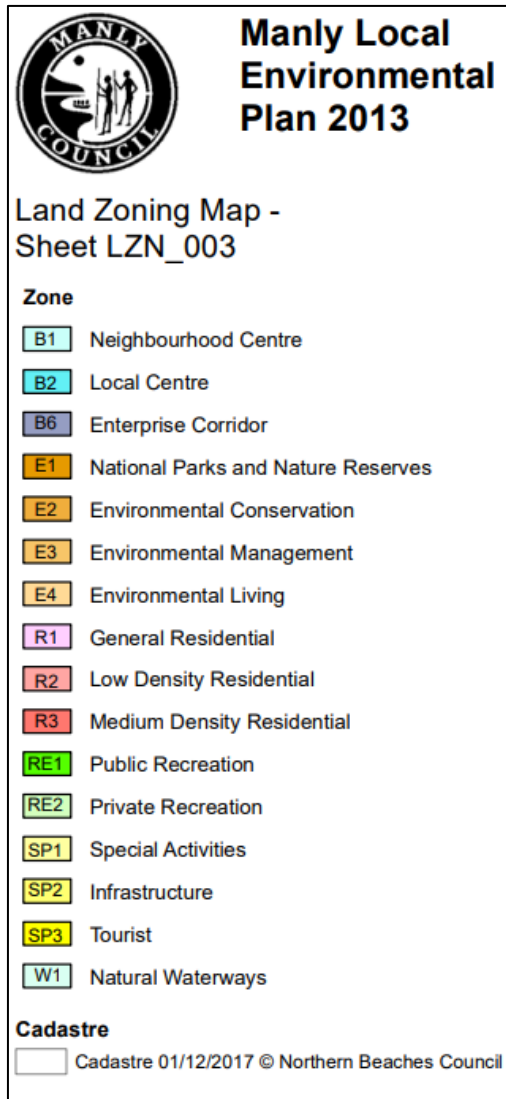 MANLY
COUNCIL
Manly Local
Environmental
Plan 2013
Land Zoning Map -
Sheet LZN_003
Zone
B1 Neighbourhood Centre
B2 Local Centre
B6 Enterprise Corridor
E1 National Parks and Nature Reserves
E2 Environmental Conservation
E3 Environmental Management
E4 Environmental Living
R1 General Residential
R2 Low Density Residential
R3 Medium Density Residential
RE1 Public Recreation
RE2 Private Recreation
SP1 Special Activities
SP2 Infrastructure
SP3 Tourist
W1 Natural Waterways
Cadastre
Cadastre 01/12/2017 © Northern Beaches Council